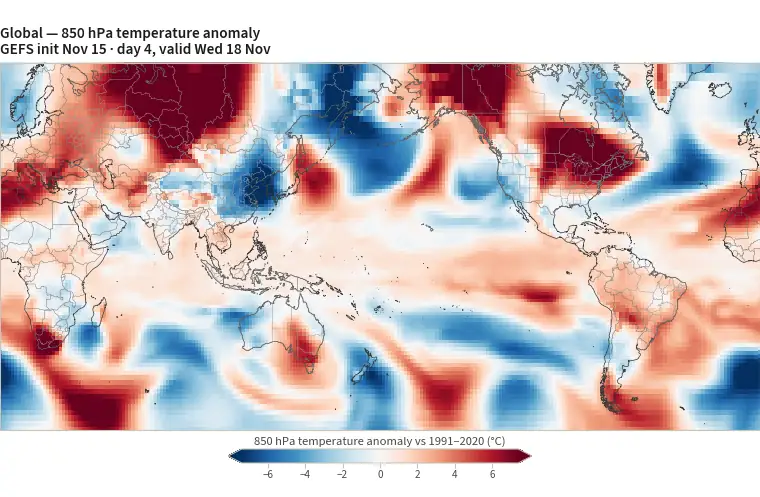 Global — 850 hPa temperature anomaly
GEFS init Nov 15 · day 4, valid Wed 18 Nov
850 hPa temperature anomaly vs 1991–2020 (°C)
−6 −4 −2 0 2 4 6